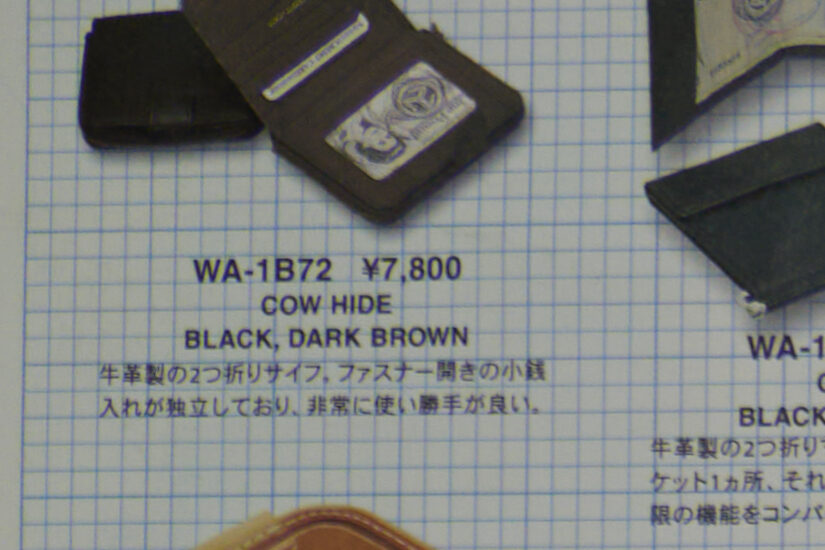 WA-1B72 ¥7,800
COW HIDE
BLACK, DARK BROWN
牛革製の2つ折りサイフ。ファスナー開きの小銭
入れが独立しており、非常に使い勝手が良い。
WA-1
BLACK
牛革製の2つ折り
ケット1ヵ所、それ
限の機能をコンパ